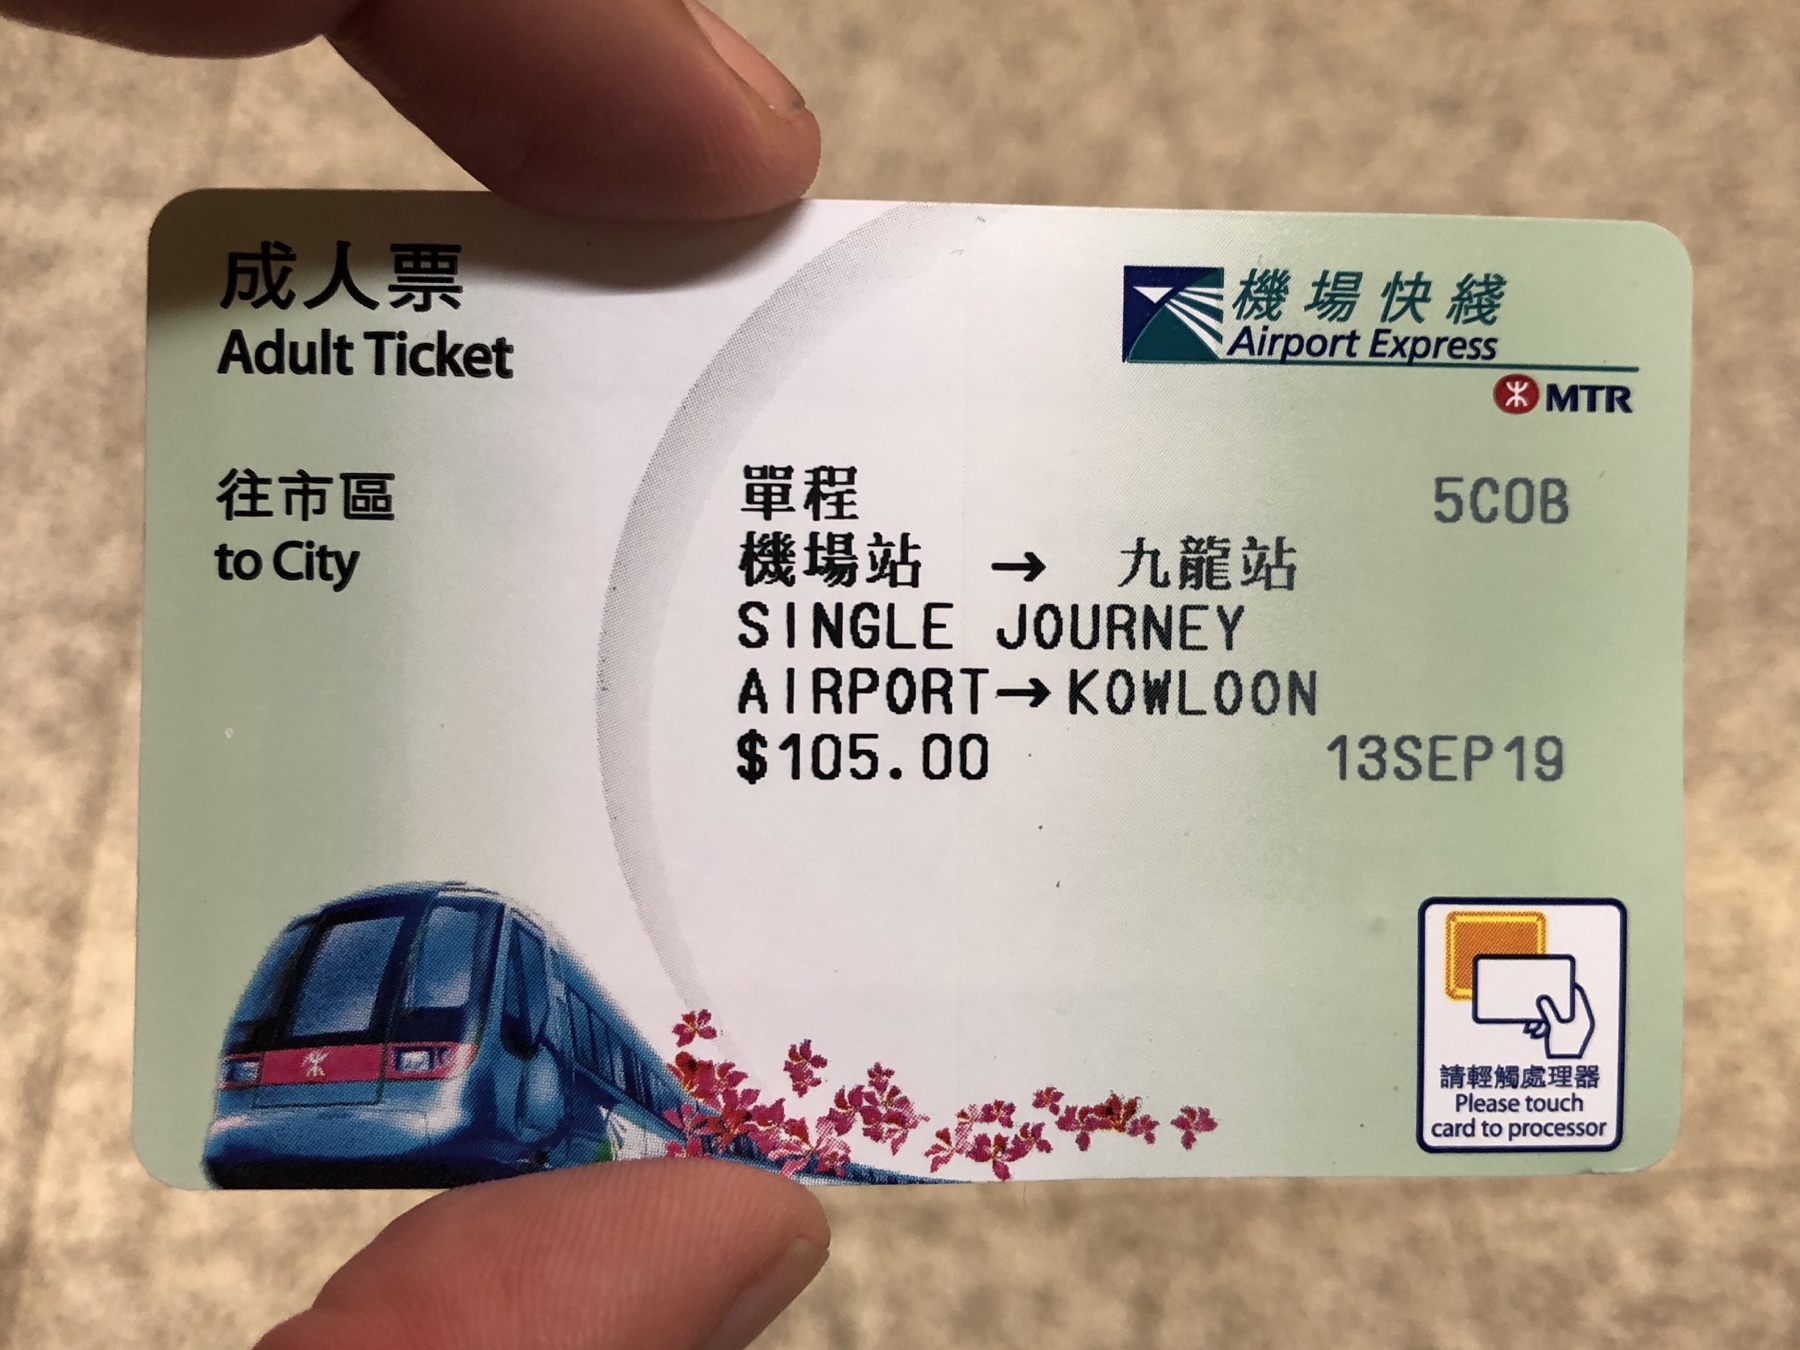 成人票
Adult Ticket
機場快綫
Airport Express
MTR
往市區
to City
單程 5C0B
機場站 → 九龍站
SINGLE JOURNEY
AIRPORT→KOWLOON
$105.00 13SEP19
請輕觸處理器
Please touch
card to processor